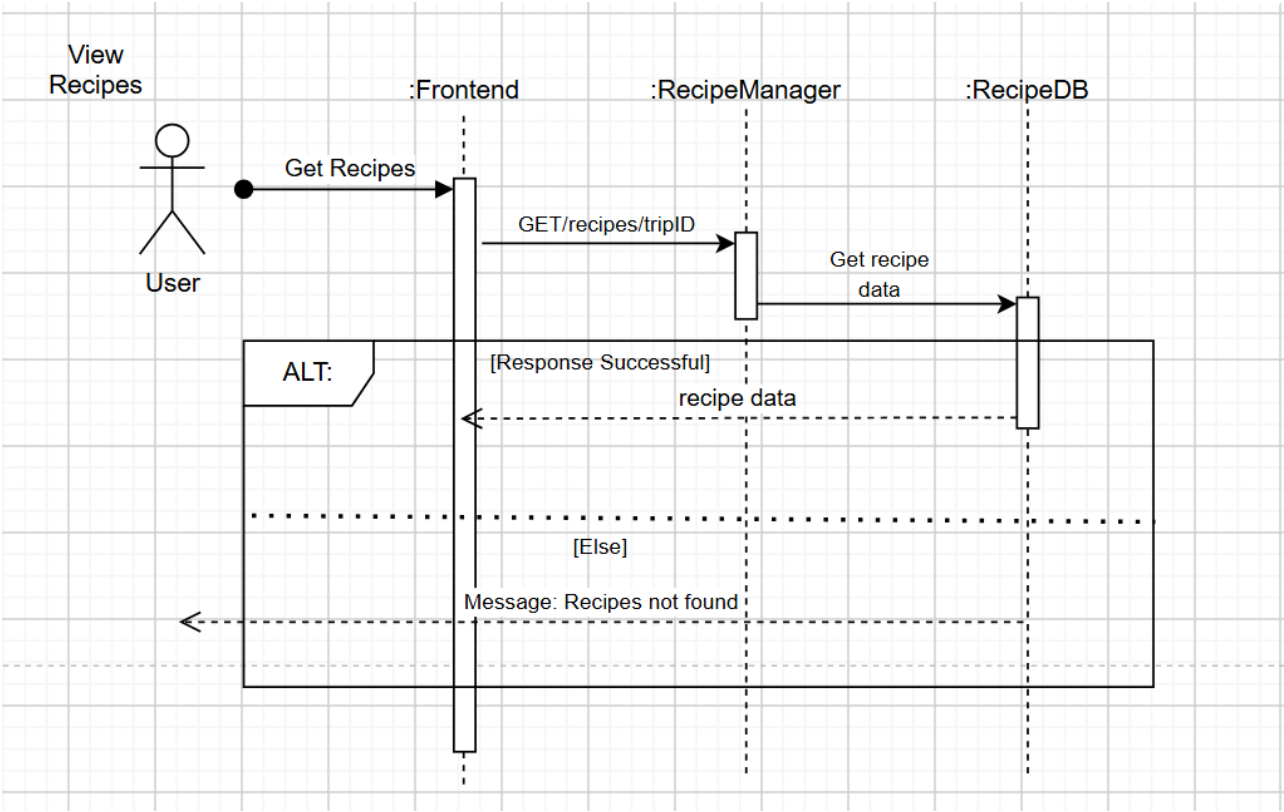 View
Recipes
:Frontend
:RecipeManager
:RecipeDB
Get Recipes
GET/recipes/tripID
Get recipe
data
User
ALT:
[Response Successful]
recipe data
[Else]
Message: Recipes not found